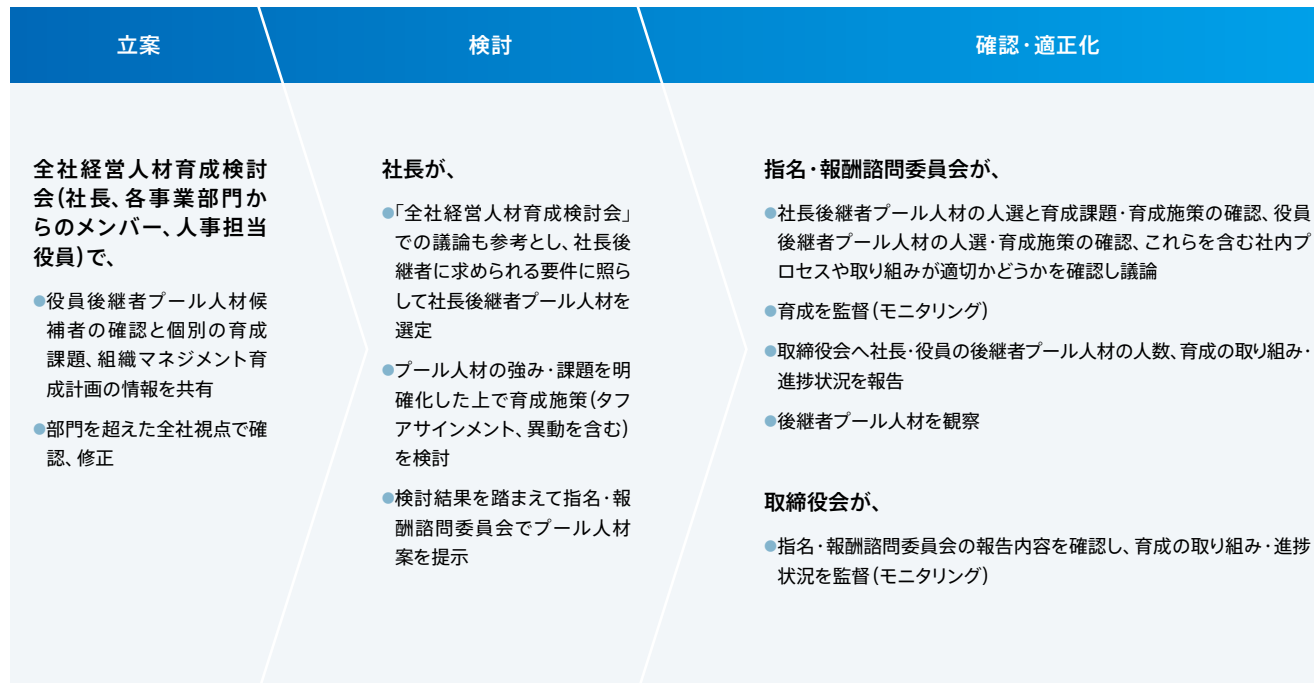 立案
検討
確認・適正化
全社経営人材育成検討
会(社長、各事業部門か
らのメンバー、人事担当
役員)で、
●役員後継者プール人材候
補者の確認と個別の育成
課題、組織マネジメント育
成計画の情報を共有
●部門を超えた全社視点で確
認、修正
社長が、
●「全社経営人材育成検討会」
での議論も参考とし、社長後
継者に求められる要件に照ら
して社長後継者プール人材を
選定
●プール人材の強み・課題を明
確化した上で育成施策(タフ
アサインメント、異動を含む)
を検討
●検討結果を踏まえて指名・報
酬諮問委員会でプール人材
案を提示
指名・報酬諮問委員会が、
●社長後継者プール人材の人選と育成課題・育成施策の確認、役員
後継者プール人材の人選・育成施策の確認、これらを含む社内プ
ロセスや取り組みが適切かどうかを確認し議論
●育成を監督(モニタリング)
●取締役会へ社長・役員の後継者プール人材の人数、育成の取り組み・
進捗状況を報告
●後継者プール人材を観察
取締役会が、
●指名・報酬諮問委員会の報告内容を確認し、育成の取り組み・進捗
状況を監督(モニタリング)